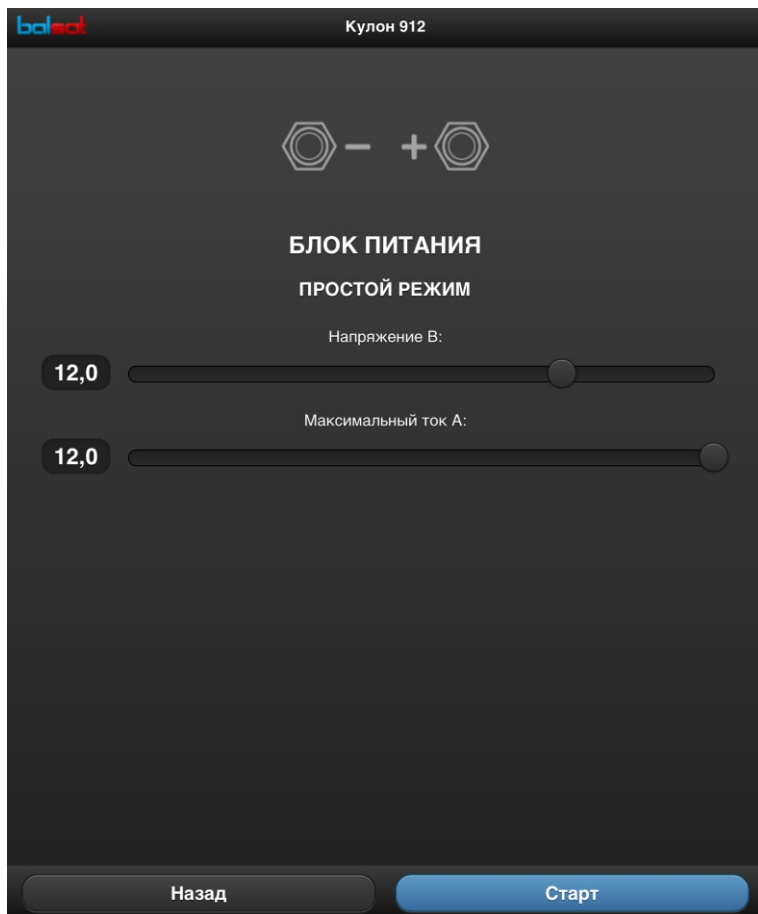 balsat
Кулон 912
БЛОК ПИТАНИЯ
ПРОСТОЙ РЕЖИМ
Напряжение В:
12,0
Максимальный ток А:
12,0
Назад
Старт